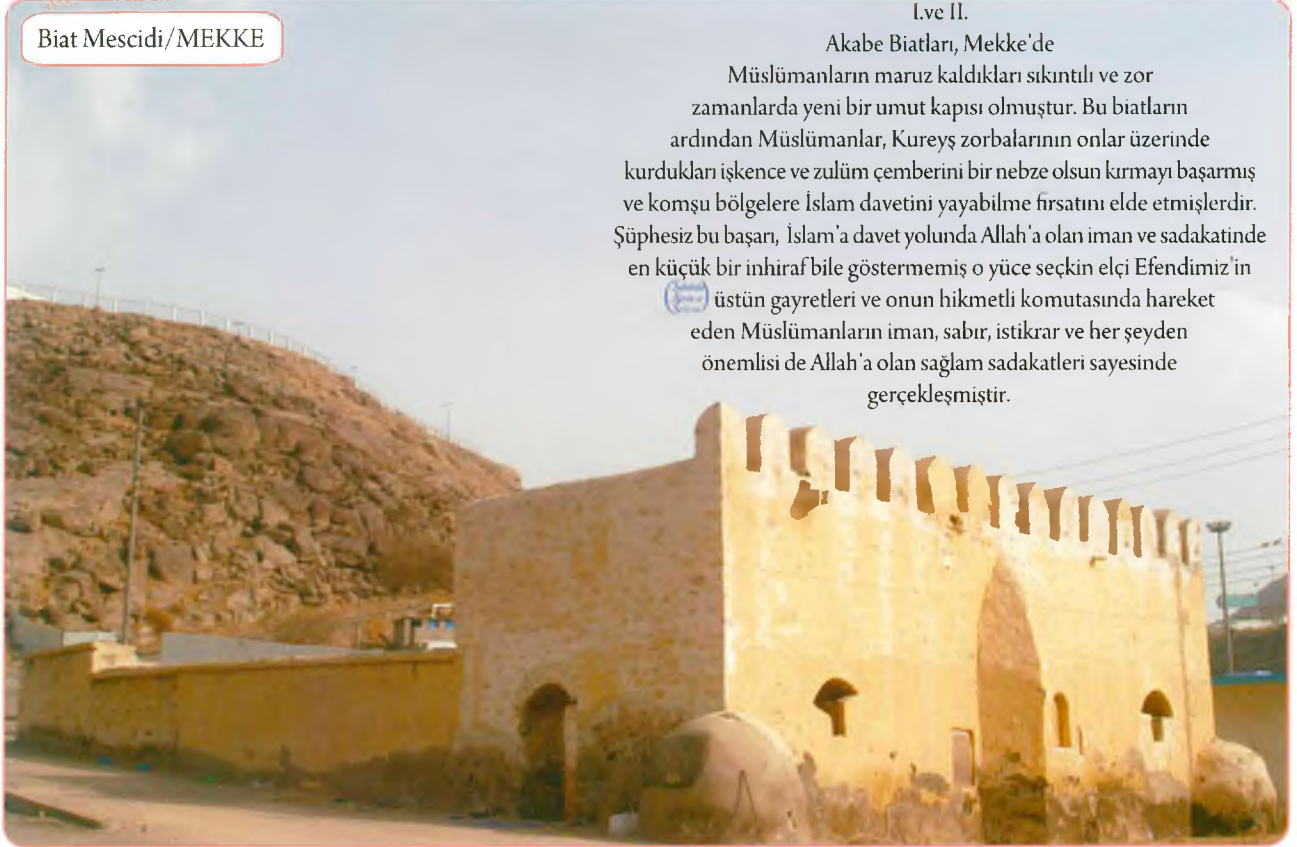 Biat Mescidi/MEKKE
I.ve II.
Akabe Biatları, Mekke'de
Müslümanların maruz kaldıkları sıkıntılı ve zor
zamanlarda yeni bir umut kapısı olmuştur. Bu biatların
ardından Müslümanlar, Kureyş zorbalarının onlar üzerinde
kurdukları işkence ve zulüm çemberini bir nebze olsun kırmayı başarmış
ve komşu bölgelere İslam davetini yayabilme fırsatını elde etmişlerdir.
Şüphesiz bu başarı, İslam'a davet yolunda Allah'a olan iman ve sadakatinde
en küçük bir inhiraf bile göstermemiş o yüce seçkin elçi Efendimiz'in
üstün gayretleri ve onun hikmetli komutasında hareket
eden Müslümanların iman, sabır, istikrar ve her şeyden
önemlisi de Allah'a olan sağlam sadakatleri sayesinde
gerçekleşmiştir.